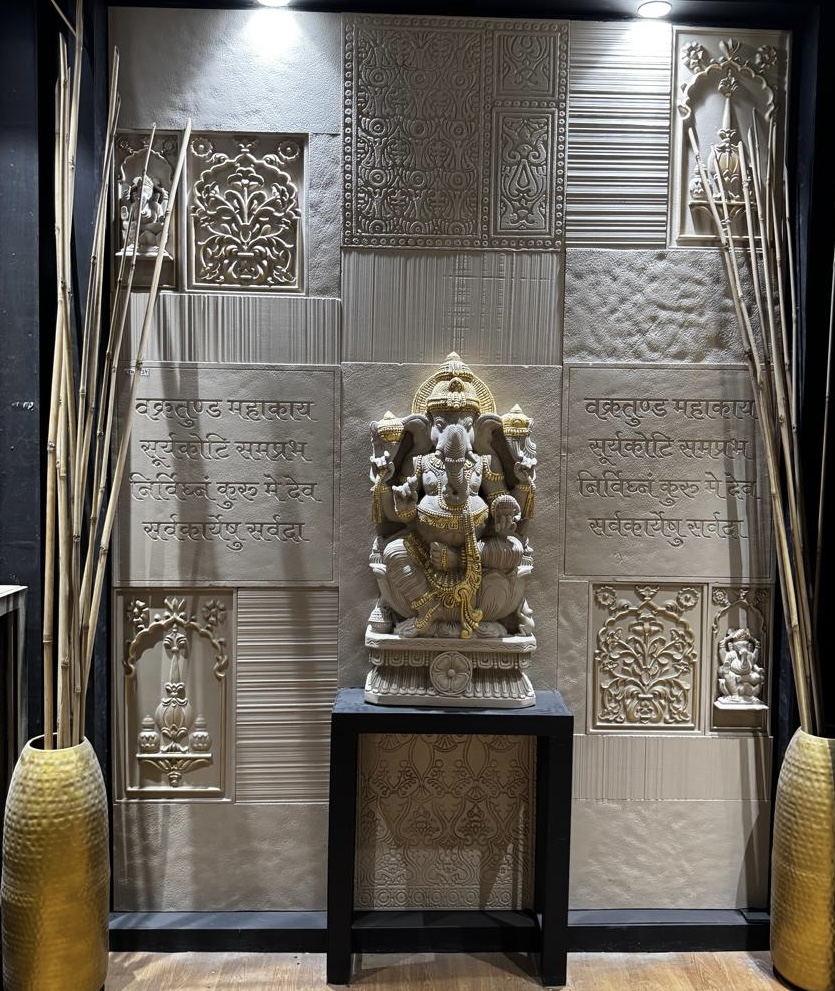 वक्रतुण्ड महाकाय
सूर्यकोटि समप्रभ
निर्विघ्नं कुरू मे देव
सर्वकार्येषु सर्वदा
वक्रतुण्ड महाकाय
सूर्यकोटि समप्रभ
निर्विघ्नं कुरू मे देव
सर्वकार्येषु सर्वदा